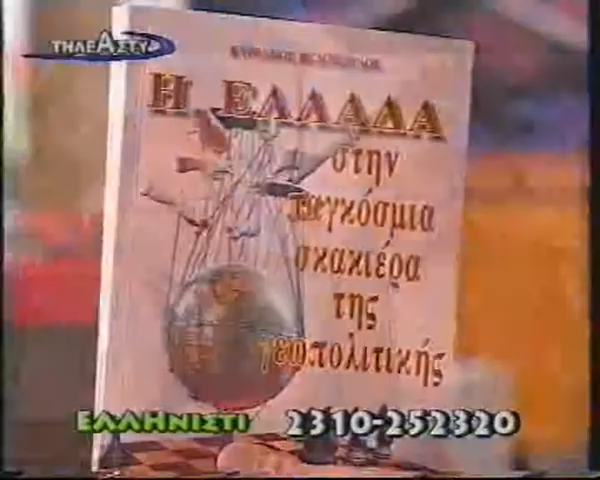 ΤΗΛΕΑΣΤΥ
Η ΕΛΛΑΔΑ
στην
παγκόσμια
σκακιέρα
της
γεωπολιτικής
ΕΛΛΗΝΙΣΤΙ 2310-252320